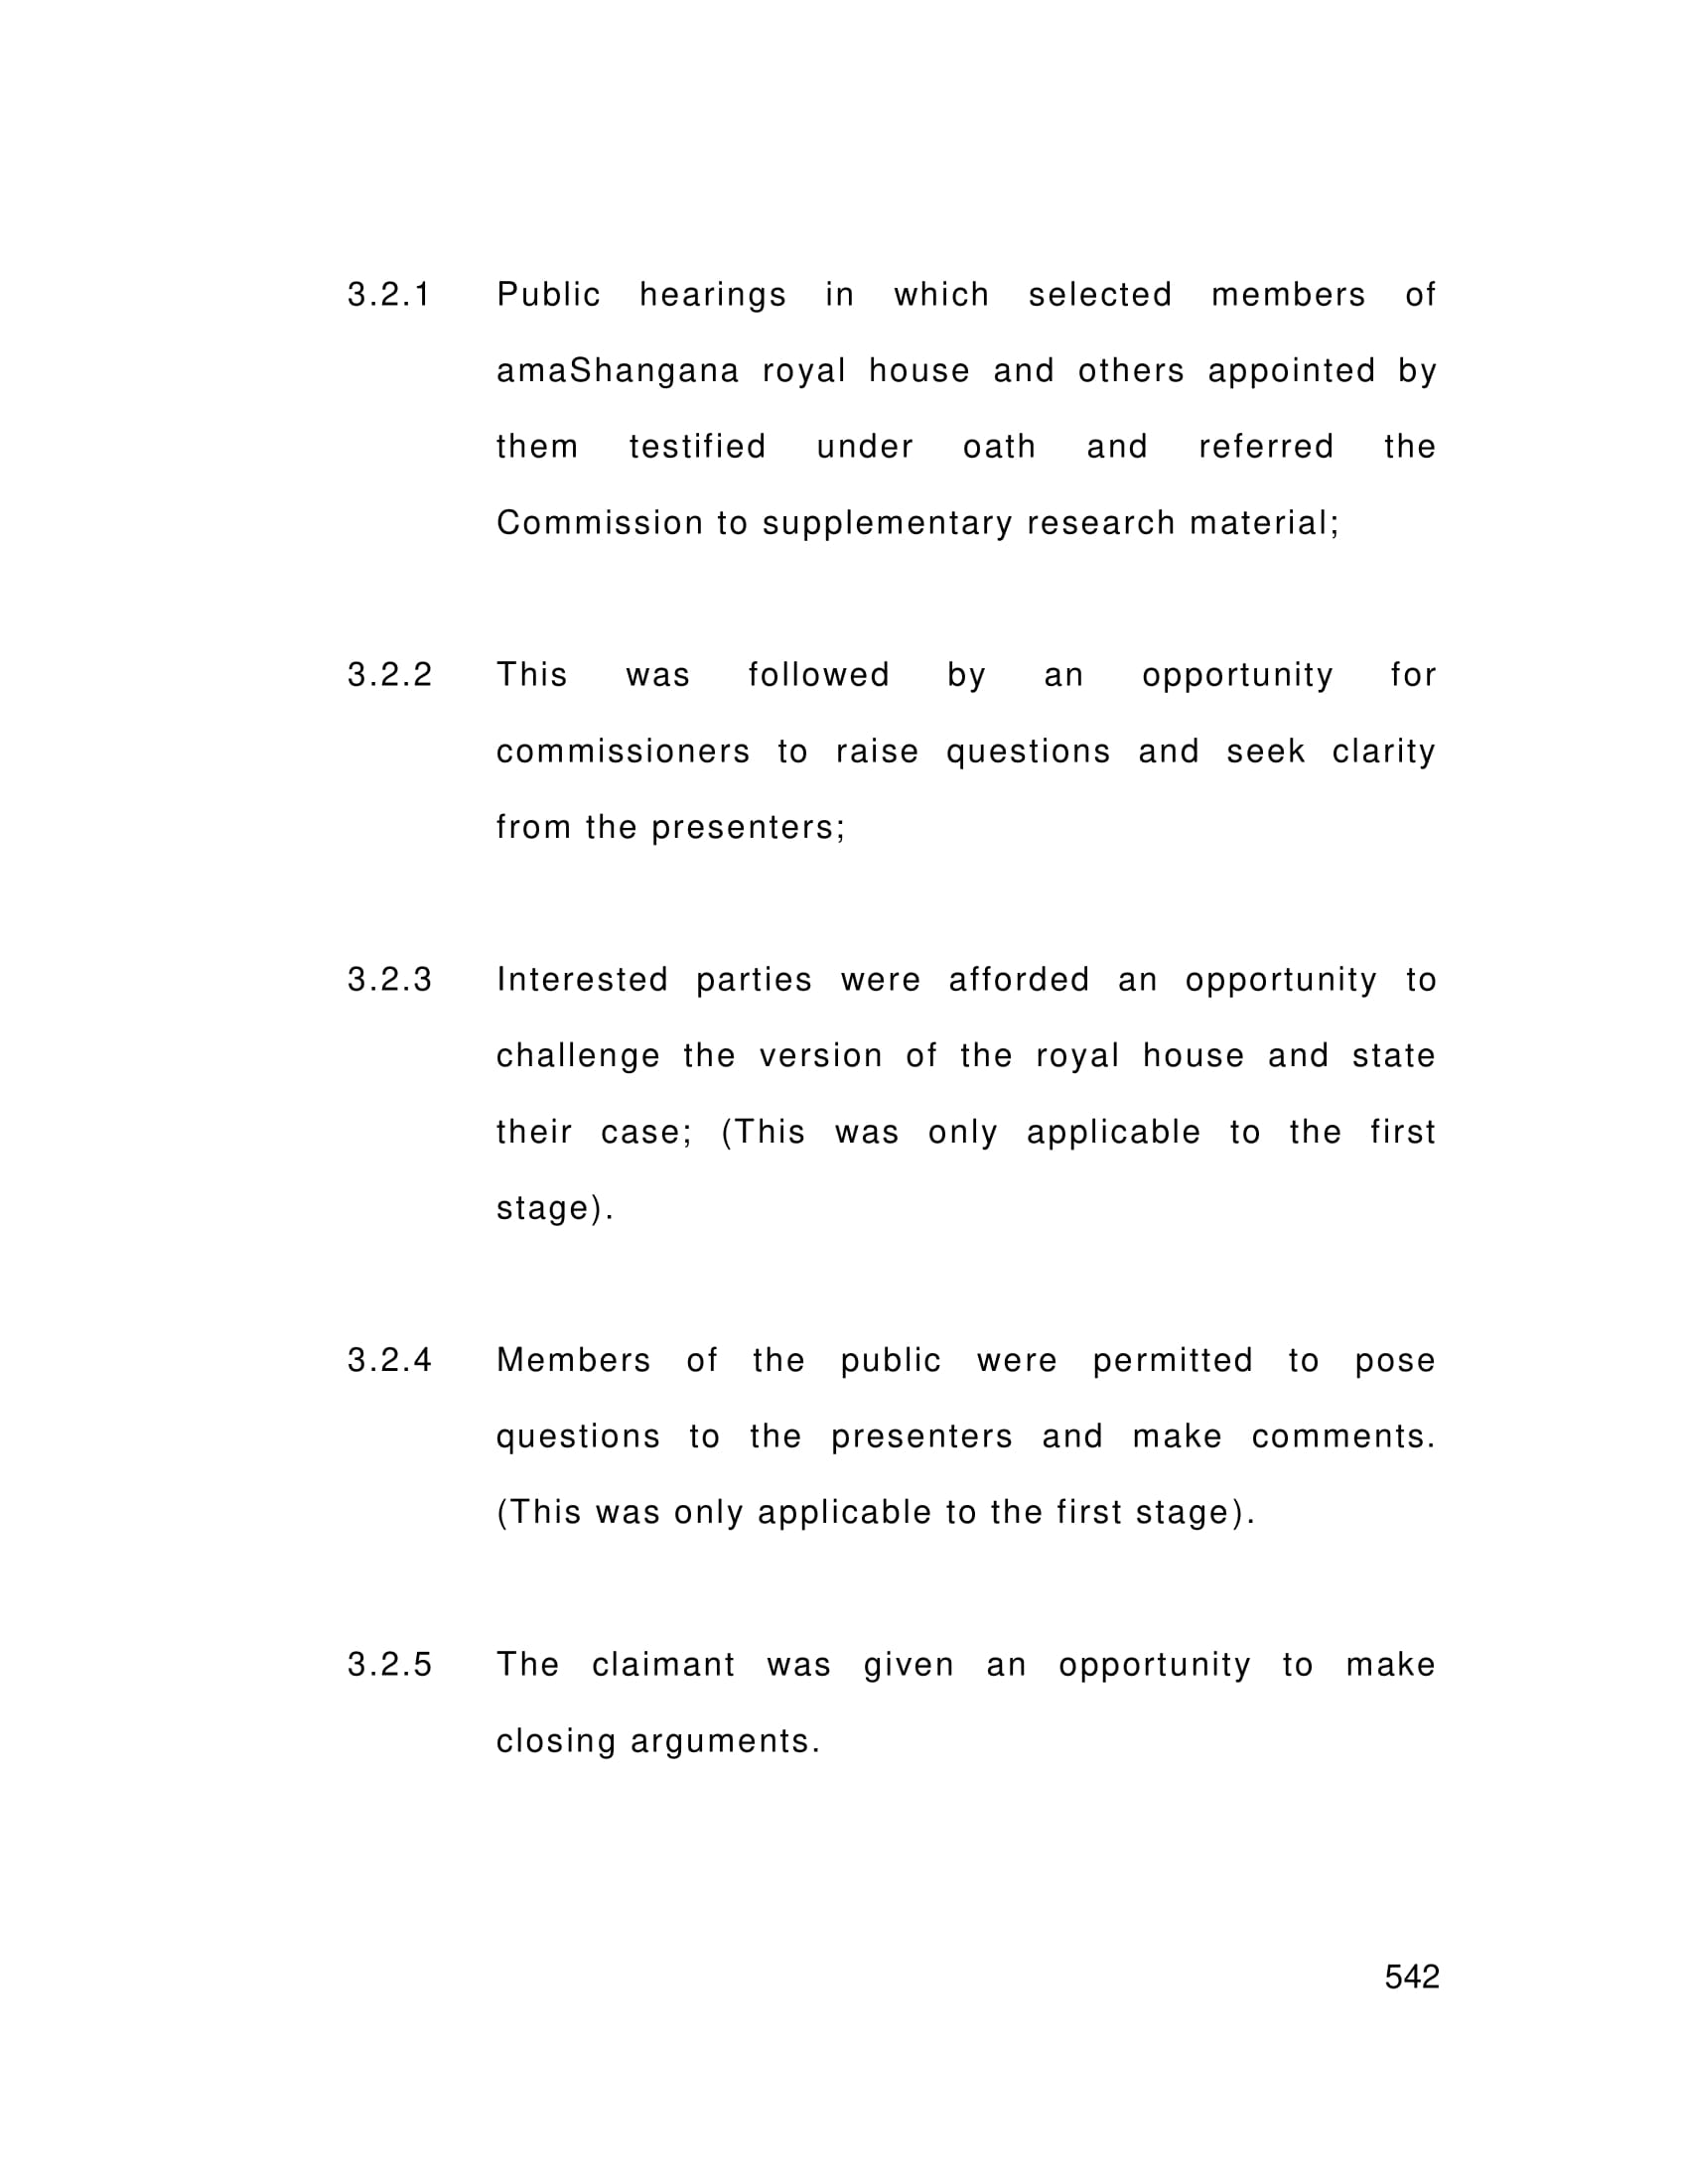 3.2.1 Public hearings in which selected members of
amaShangana royal house and others appointed by
them testified under oath and referred the
Commission to supplementary research material;
3.2.2 This was followed by an opportunity for
commissioners to raise questions and seek clarity
from the presenters;
3.2.3 Interested parties were afforded an opportunity to
challenge the version of the royal house and state
their case; (This was only applicable to the first
stage).
3.2.4 Members of the public were permitted to pose
questions to the presenters and make comments.
(This was only applicable to the first stage).
3.2.5 The claimant was given an opportunity to make
closing arguments.
542